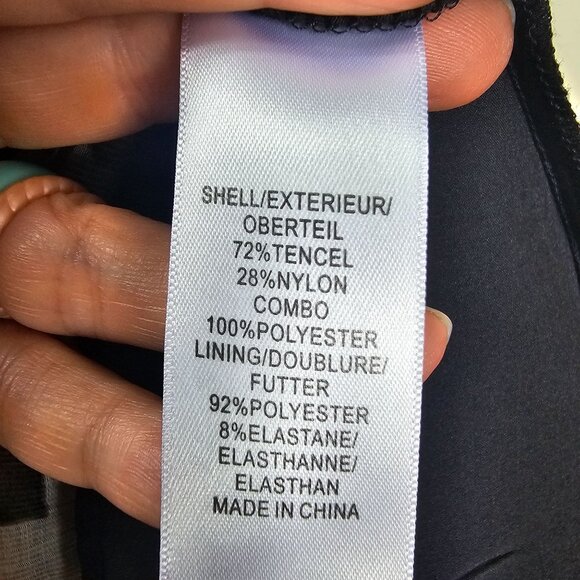 SHELL/EXTERIEUR/
OBERTEIL
72%TENCEL
28%NYLON
COMBO
100%POLYESTER
LINING/DOUBLURE/
FUTTER
92%POLYESTER
8%ELASTANE/
ELASTHANNE/
ELASTHAN
MADE IN CHINA